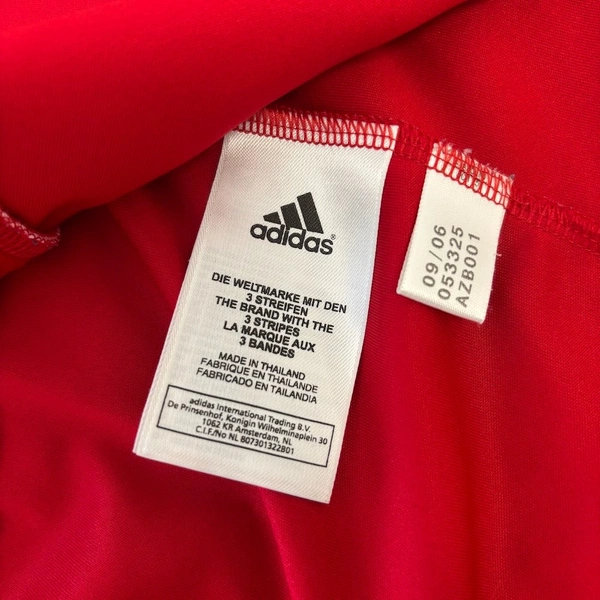 adidas®
DIE WELTMARKE MIT DEN
3 STREIFEN
THE BRAND WITH THE
3 STRIPES
LA MARQUE AUX
3 BANDES
MADE IN THAILAND
FABRIQUE EN THAILANDE
FABRICADO EN TAILANDIA
adidas International Trading B.V.
De Prinsenhof, Konigin Wilhelminaplein 30
1062 KR Amsterdam, NL
C.I.F./No NL B07301322B01
09/06
053325
AZB001